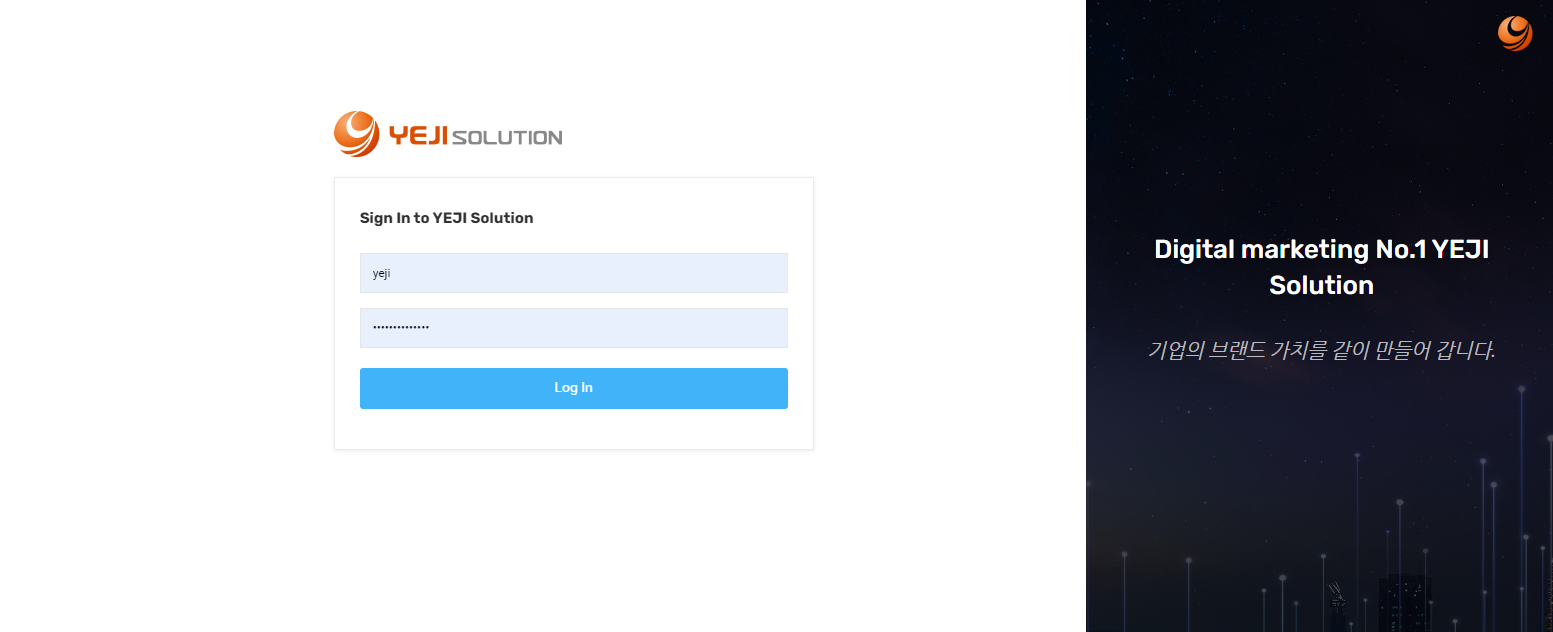 YEJI SOLUTION
Sign In to YEJI Solution
yeji
••••••••••••••
Log In
Digital marketing No.1 YEJI
Solution
기업의 브랜드 가치를 같이 만들어 갑니다.